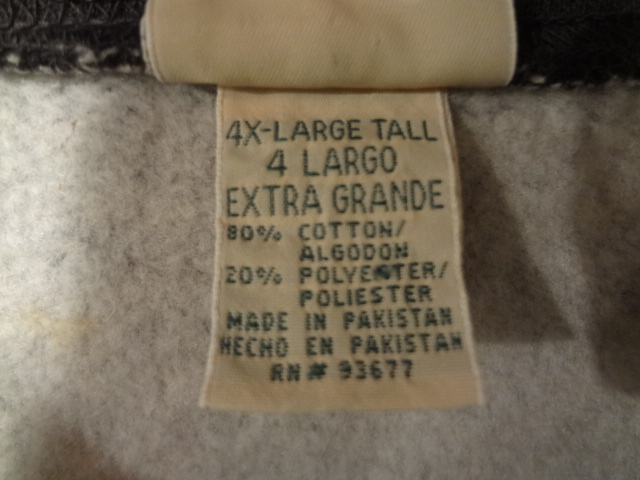 4X-LARGE TALL
4 LARGO
EXTRA GRANDE
80% COTTON/
ALGODON
20% POLYESTER/
POLIESTER
MADE IN PAKISTAN
HECHO EN PAKISTAN
RN# 93677